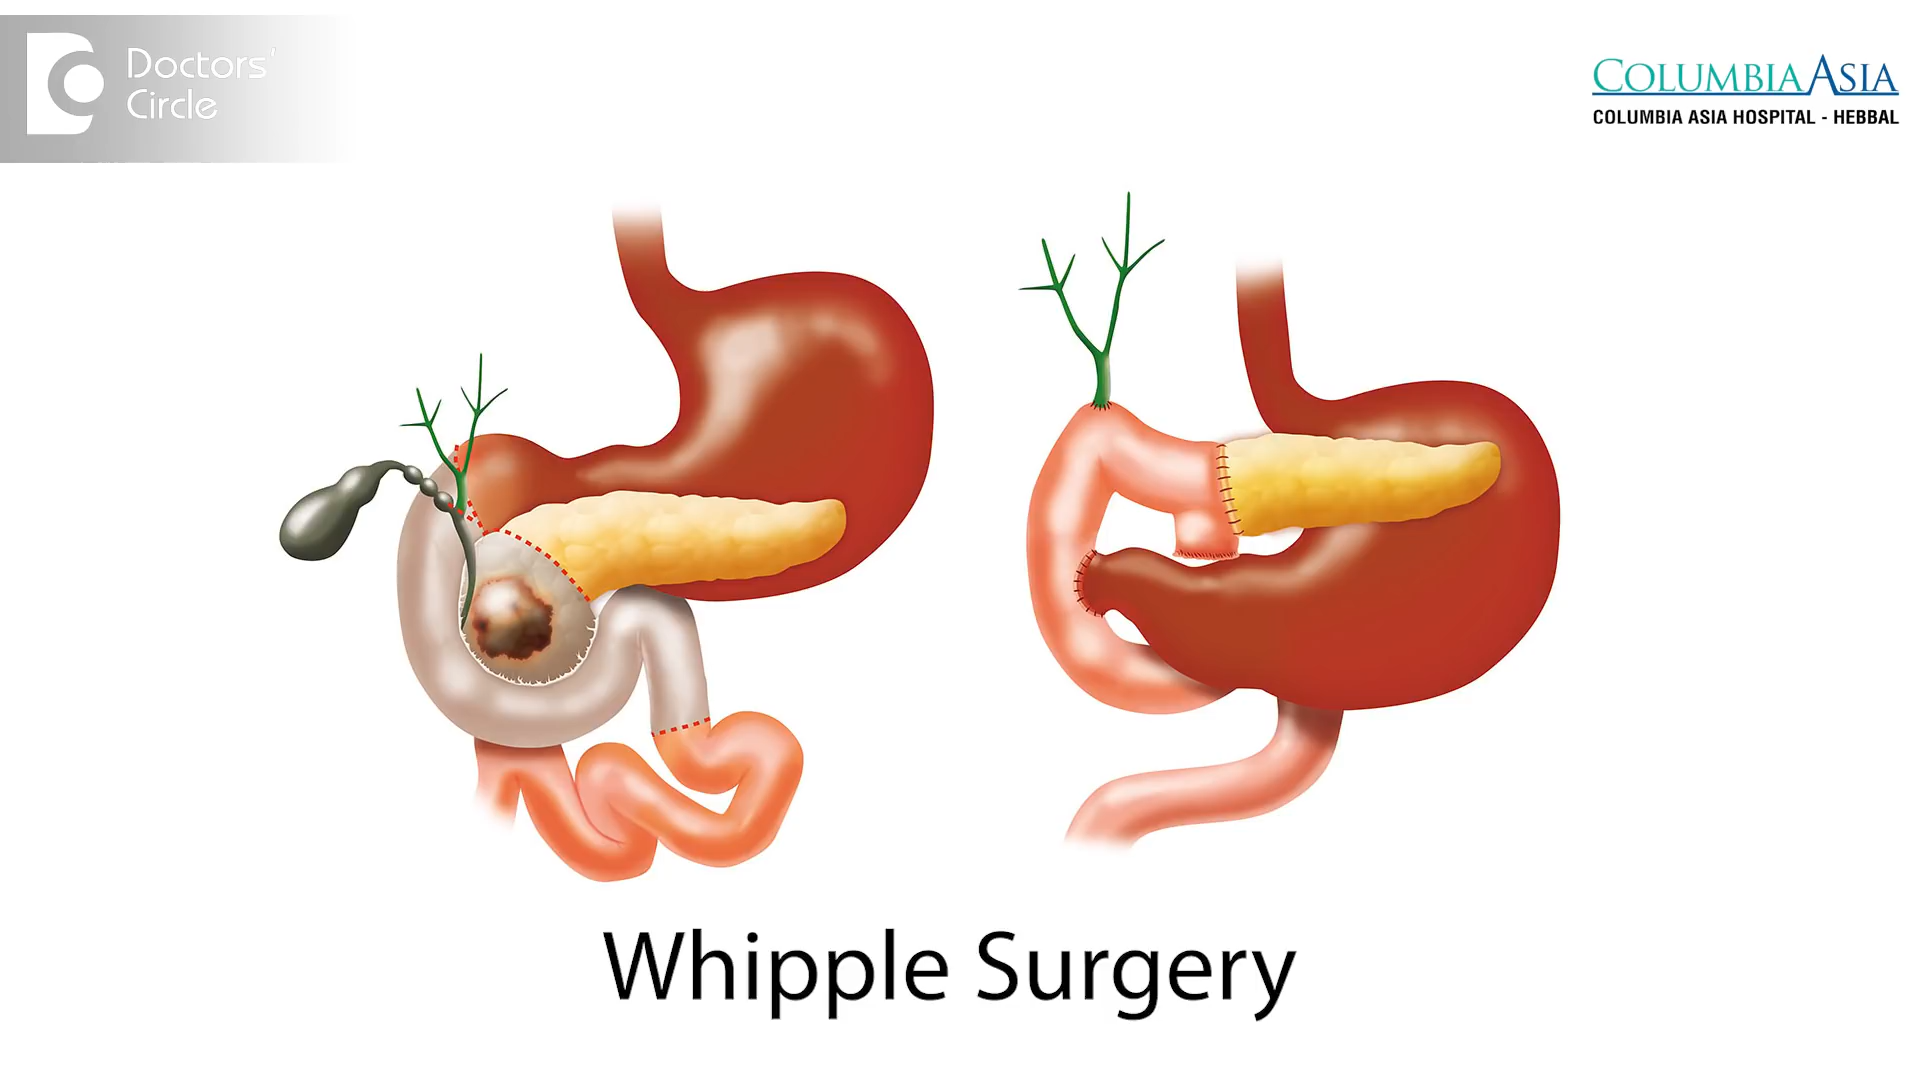 Doctors'
Circle
COLUMBIA ASIA
COLUMBIA ASIA HOSPITAL - HEBBAL
Whipple Surgery